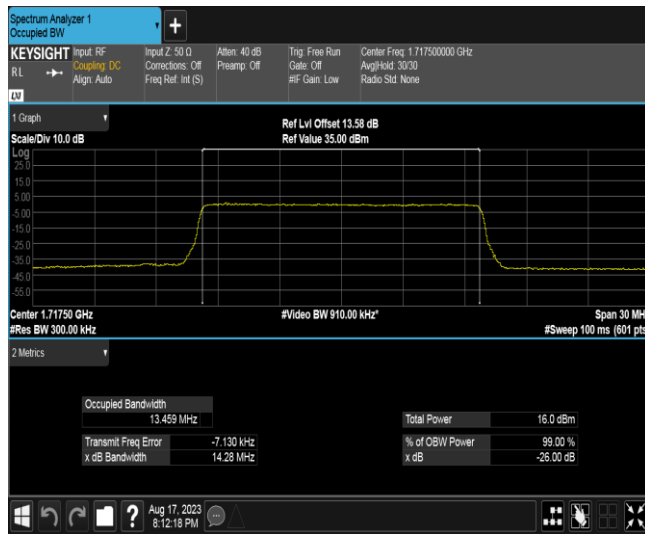 Spectrum Analyzer 1
Occupied BW
+
KEYSIGHT Input: RF Input Z: 50 Ω Atten: 40 dB Trig: Free Run Center Freq: 1.717500000 GHz
RL Coupling: DC Corrections: Off Preamp: Off Gate: Off Avg|Hold: 30/30
Align: Auto Freq Ref: Int (S) #IF Gain: Low Radio Std: None
LXI
1 Graph
Ref Lvl Offset 13.58 dB
Scale/Div 10.0 dB Ref Value 35.00 dBm
Log
25.0
15.0
5.00
-5.00
-15.0
-25.0
-35.0
-45.0
-55.0
Center 1.71750 GHz #Video BW 910.00 kHz* Span 30 MH
#Res BW 300.00 kHz #Sweep 100 ms (601 pts
2 Metrics
Occupied Bandwidth
13.459 MHz Total Power 16.0 dBm
Transmit Freq Error -7.130 kHz % of OBW Power 99.00 %
x dB Bandwidth 14.28 MHz x dB -26.00 dB
? Aug 17, 2023
8:12:18 PM